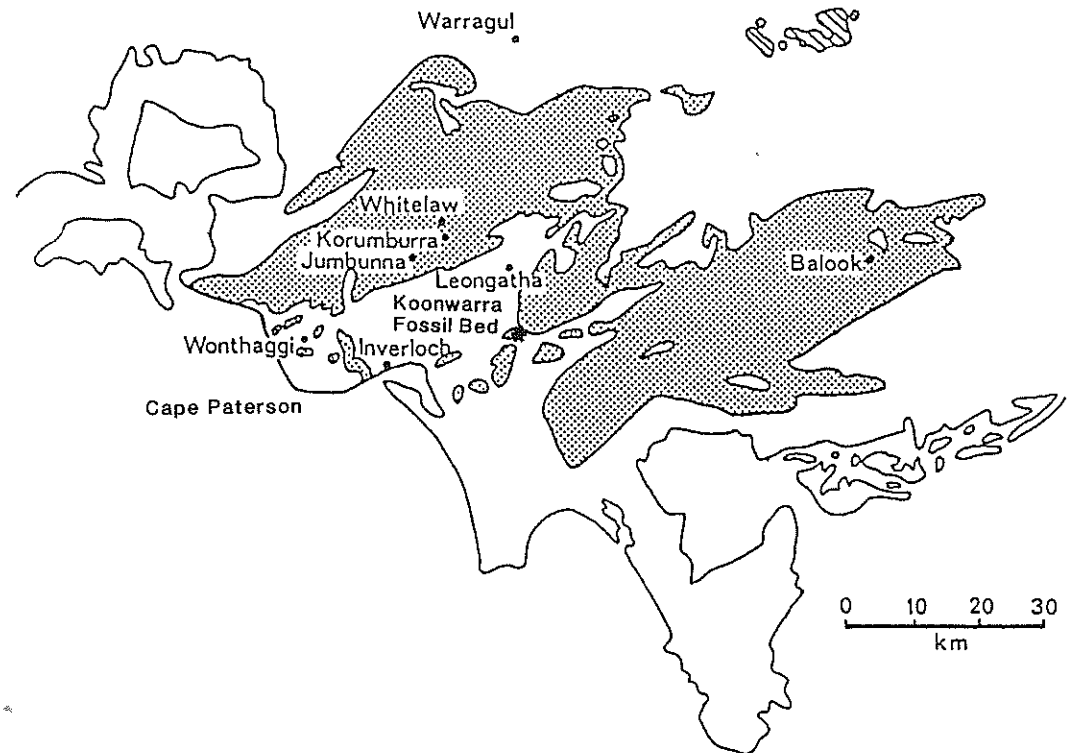 Warragul
Whitelaw
Korumburra
Jumbunna
Balook
Leongatha
Koonwarra
Fossil Bed
Wonthaggi
Inverloch
Cape Paterson
0 10 20 30
km